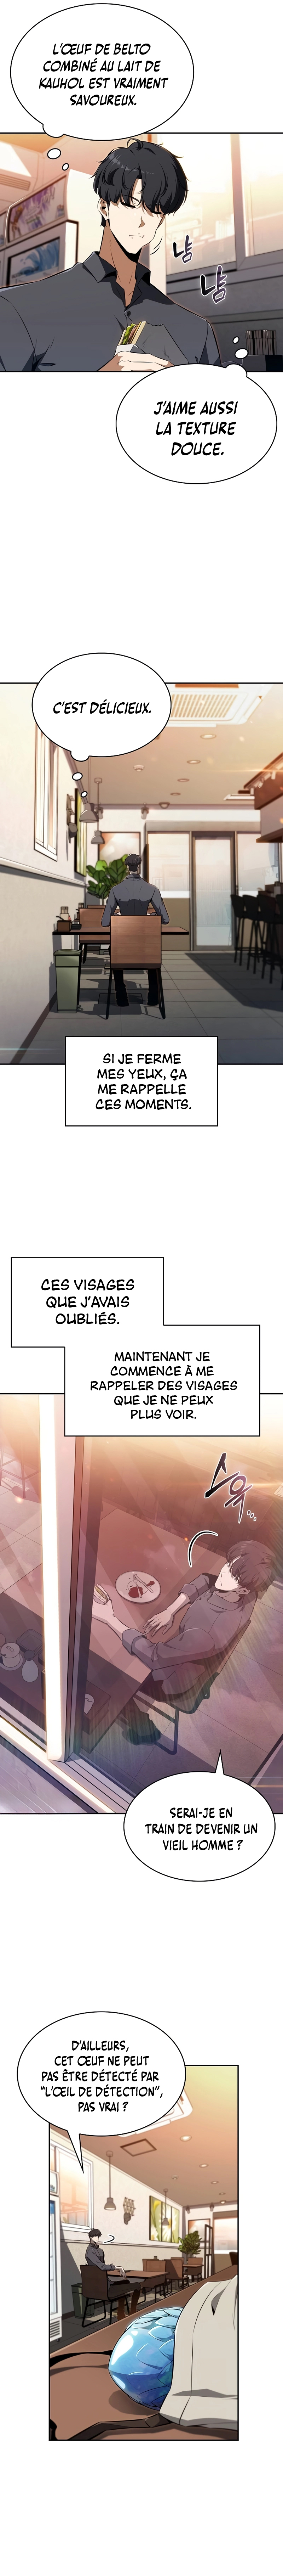 L'ŒUF DE BELTO
COMBINÉ AU LAIT DE
KAUHOL EST VRAIMENT
SAVOUREUX.
냠
냠
J'AIME AUSSI
LA TEXTURE
DOUCE.
C'EST DÉLICIEUX.
SI JE FERME
MES YEUX, ÇA
ME RAPPELLE
CES MOMENTS.
CES VISAGES
QUE J'AVAIS
OUBLIÉS.
MAINTENANT JE
COMMENCE À ME
RAPPELER DES VISAGES
QUE JE NE PEUX
PLUS VOIR.
스윽
SERAI-JE EN
TRAIN DE DEVENIR UN
VIEIL HOMME ?
D'AILLEURS,
CET ŒUF NE PEUT
PAS ÊTRE DÉTECTÉ PAR
"L'ŒIL DE DÉTECTION",
PAS VRAI ?